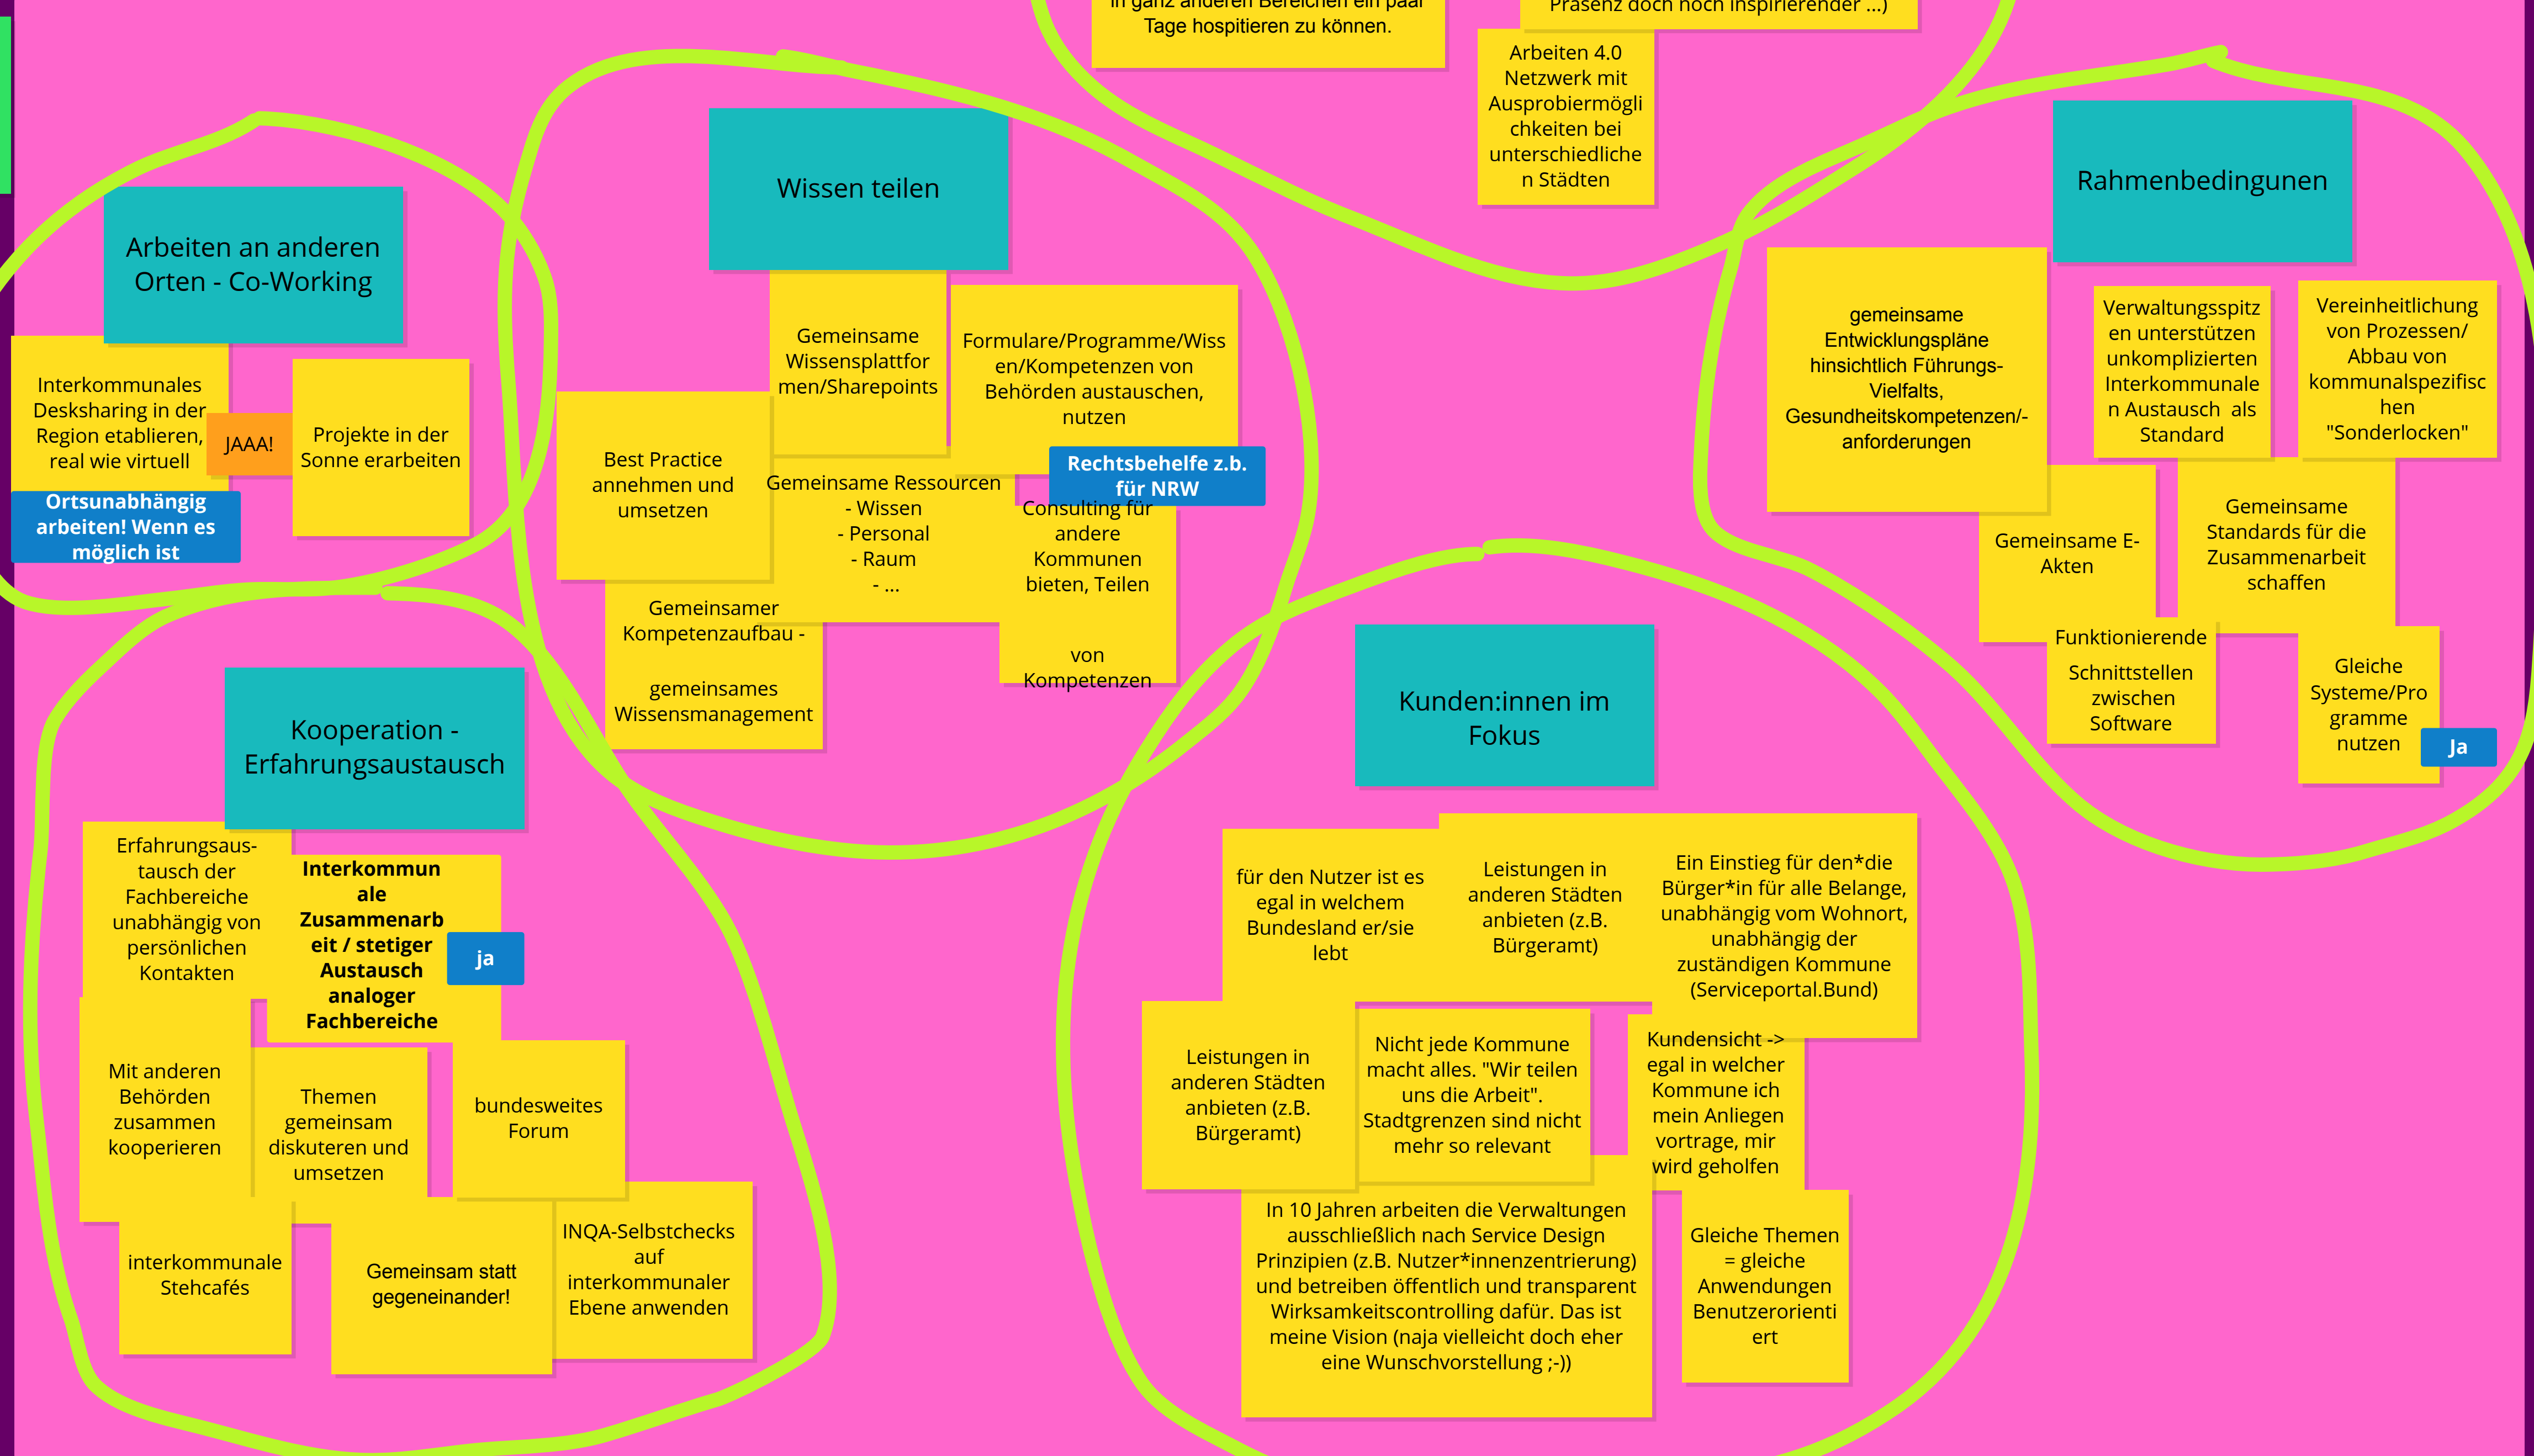 in ganz anderen Bereichen ein paar
Tage hospitieren zu können.
Präsenz doch noch inspirierender ...)
Arbeiten 4.0
Netzwerk mit
Ausprobiermögli
chkeiten bei
unterschiedliche
n Städten
Arbeiten an anderen
Orten - Co-Working
Interkommunales
Desksharing in der
Region etablieren,
real wie virtuell
JAAA!
Projekte in der
Sonne erarbeiten
Ortsunabhängig
arbeiten! Wenn es
möglich ist
Wissen teilen
Gemeinsame
Wissensplattfor
men/Sharepoints
Formulare/Programme/Wiss
en/Kompetenzen von
Behörden austauschen,
nutzen
Rechtsbehelfe z.b.
für NRW
Best Practice
annehmen und
umsetzen
Gemeinsame Ressourcen
- Wissen
- Personal
- Raum
- ...
Consulting für
andere
Kommunen
bieten, Teilen
von
Kompetenzen
Gemeinsamer
Kompetenzaufbau -
gemeinsames
Wissensmanagement
Rahmenbedingunen
gemeinsame
Entwicklungspläne
hinsichtlich Führungs-
Vielfalts,
Gesundheitskompetenzen/-
anforderungen
Verwaltungsspitz
en unterstützen
unkomplizierten
Interkommunale
n Austausch als
Standard
Vereinheitlichung
von Prozessen/
Abbau von
kommunalspezifisc
hen
"Sonderlocken"
Gemeinsame E-
Akten
Gemeinsame
Standards für die
Zusammenarbeit
schaffen
Funktionierende
Schnittstellen
zwischen
Software
Gleiche
Systeme/Pro
gramme
nutzen
Ja
Kooperation -
Erfahrungsaustausch
Erfahrungsaus-
tausch der
Fachbereiche
unabhängig von
persönlichen
Kontakten
Interkommun
ale
Zusammenarb
eit / stetiger
Austausch
analoger
Fachbereiche
ja
Mit anderen
Behörden
zusammen
kooperieren
Themen
gemeinsam
diskuteren und
umsetzen
bundesweites
Forum
interkommunale
Stehcafés
Gemeinsam statt
gegeneinander!
INQA-Selbstchecks
auf
interkommunaler
Ebene anwenden
Kunden:innen im
Fokus
für den Nutzer ist es
egal in welchem
Bundesland er/sie
lebt
Leistungen in
anderen Städten
anbieten (z.B.
Bürgeramt)
Ein Einstieg für den*die
Bürger*in für alle Belange,
unabhängig vom Wohnort,
unabhängig der
zuständigen Kommune
(Serviceportal.Bund)
Leistungen in
anderen Städten
anbieten (z.B.
Bürgeramt)
Nicht jede Kommune
macht alles. "Wir teilen
uns die Arbeit".
Stadtgrenzen sind nicht
mehr so relevant
Kundensicht ->
egal in welcher
Kommune ich
mein Anliegen
vortrage, mir
wird geholfen
In 10 Jahren arbeiten die Verwaltungen
ausschließlich nach Service Design
Prinzipien (z.B. Nutzer*innenzentrierung)
und betreiben öffentlich und transparent
Wirksamkeitscontrolling dafür. Das ist
meine Vision (naja vielleicht doch eher
eine Wunschvorstellung ;-))
Gleiche Themen
= gleiche
Anwendungen
Benutzerorienti
ert